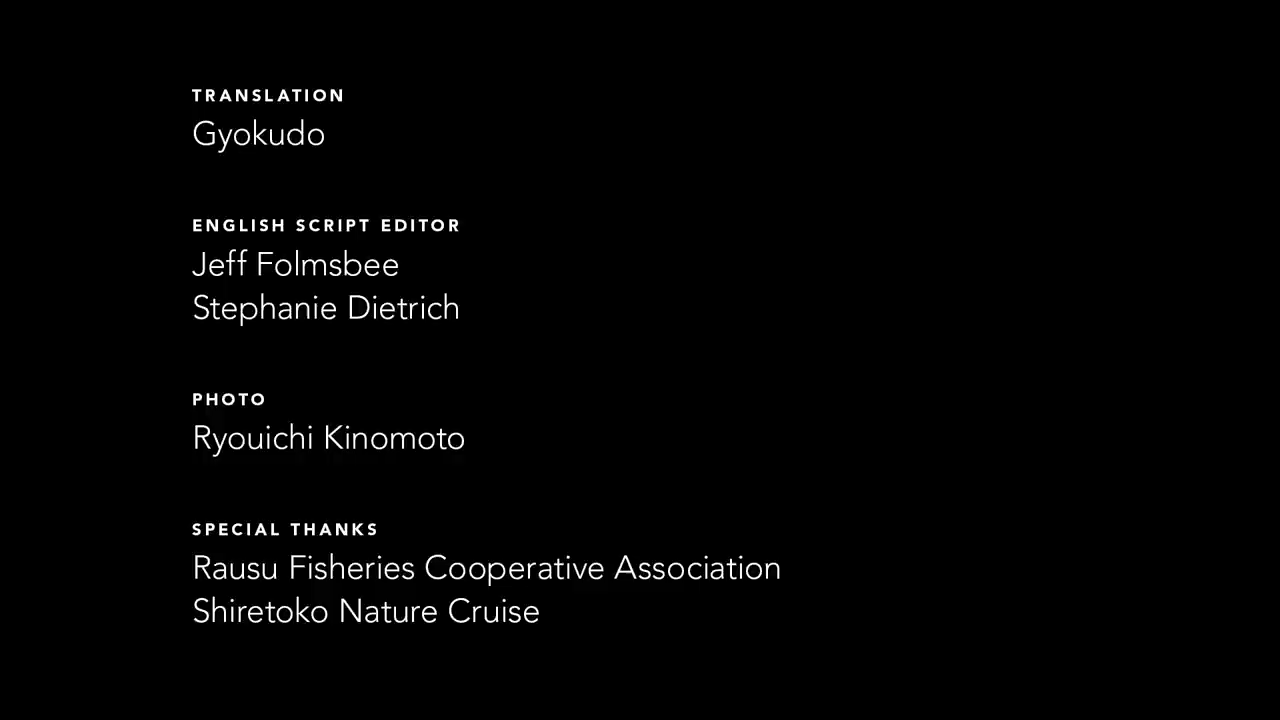 TRANSLATION
Gyokudo
ENGLISH SCRIPT EDITOR
Jeff Folmsbee
Stephanie Dietrich
PHOTO
Ryouichi Kinomoto
SPECIAL THANKS
Rausu Fisheries Cooperative Association
Shiretoko Nature Cruise